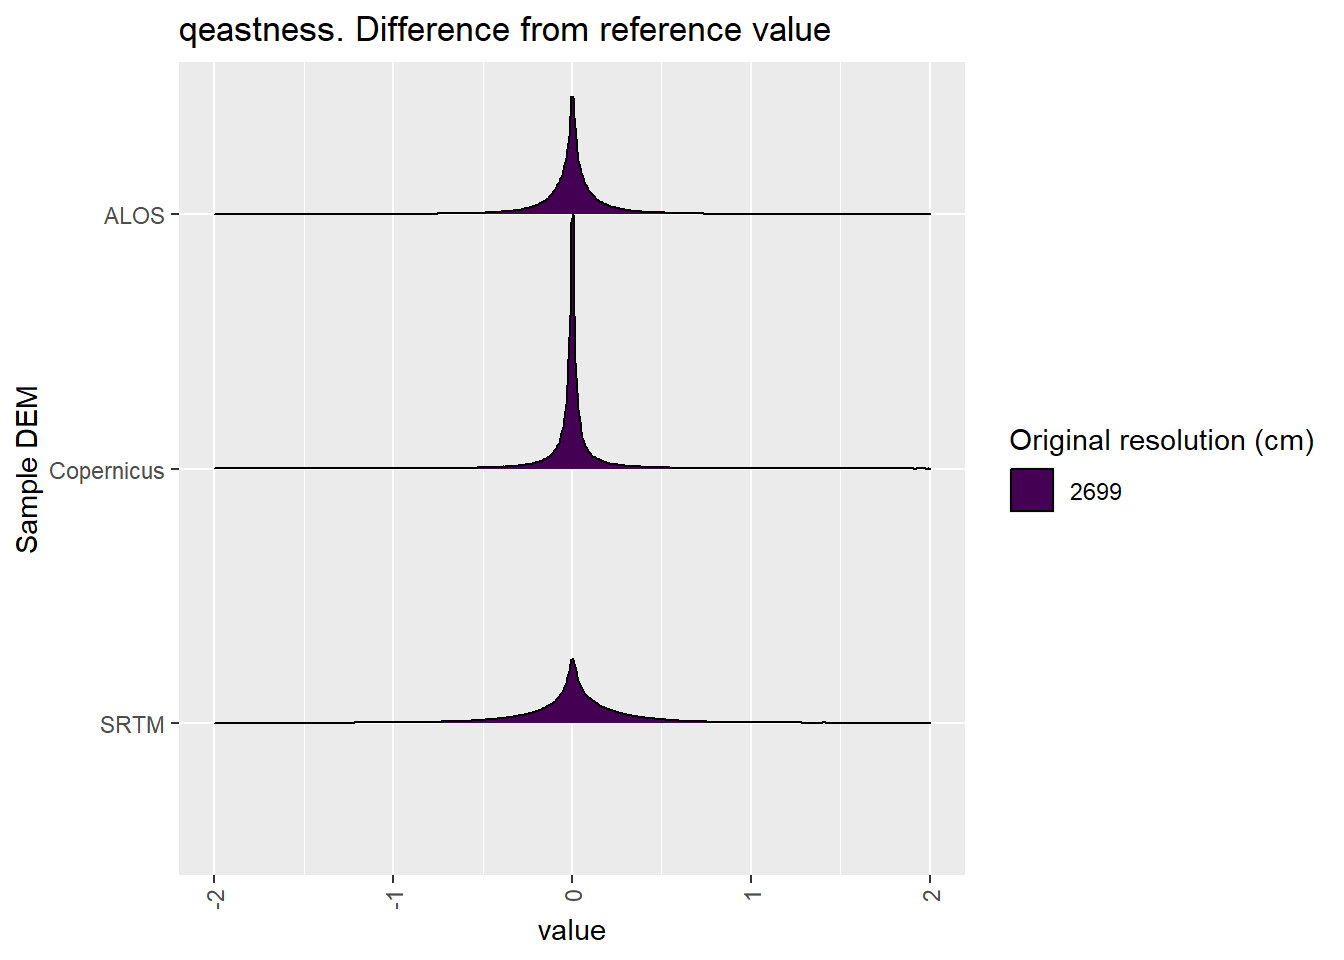 qeastness. Difference from reference value
ALOS
Copernicus
SRTM
Sample DEM
-2
-1
0
1
2
value
Original resolution (cm)
2699